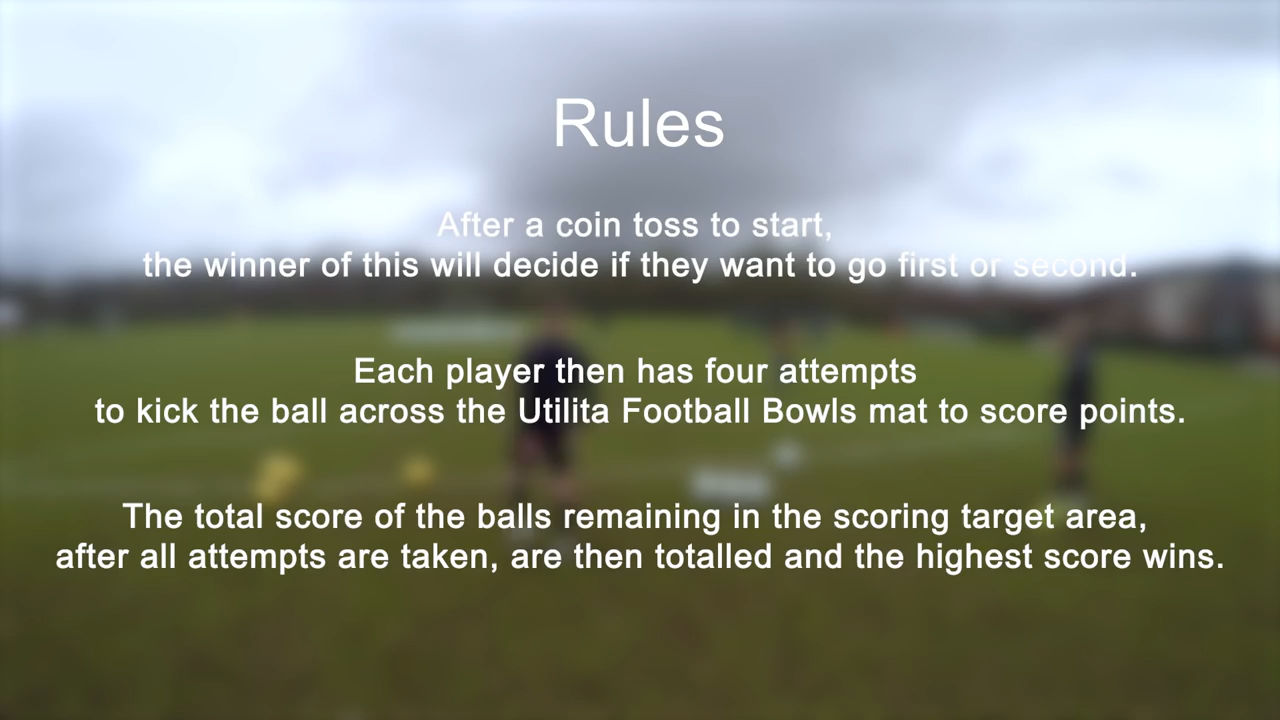 Rules
After a coin toss to start,
the winner of this will decide if they want to go first or second.
Each player then has four attempts
to kick the ball across the Utilita Football Bowls mat to score points.
The total score of the balls remaining in the scoring target area,
after all attempts are taken, are then totalled and the highest score wins.